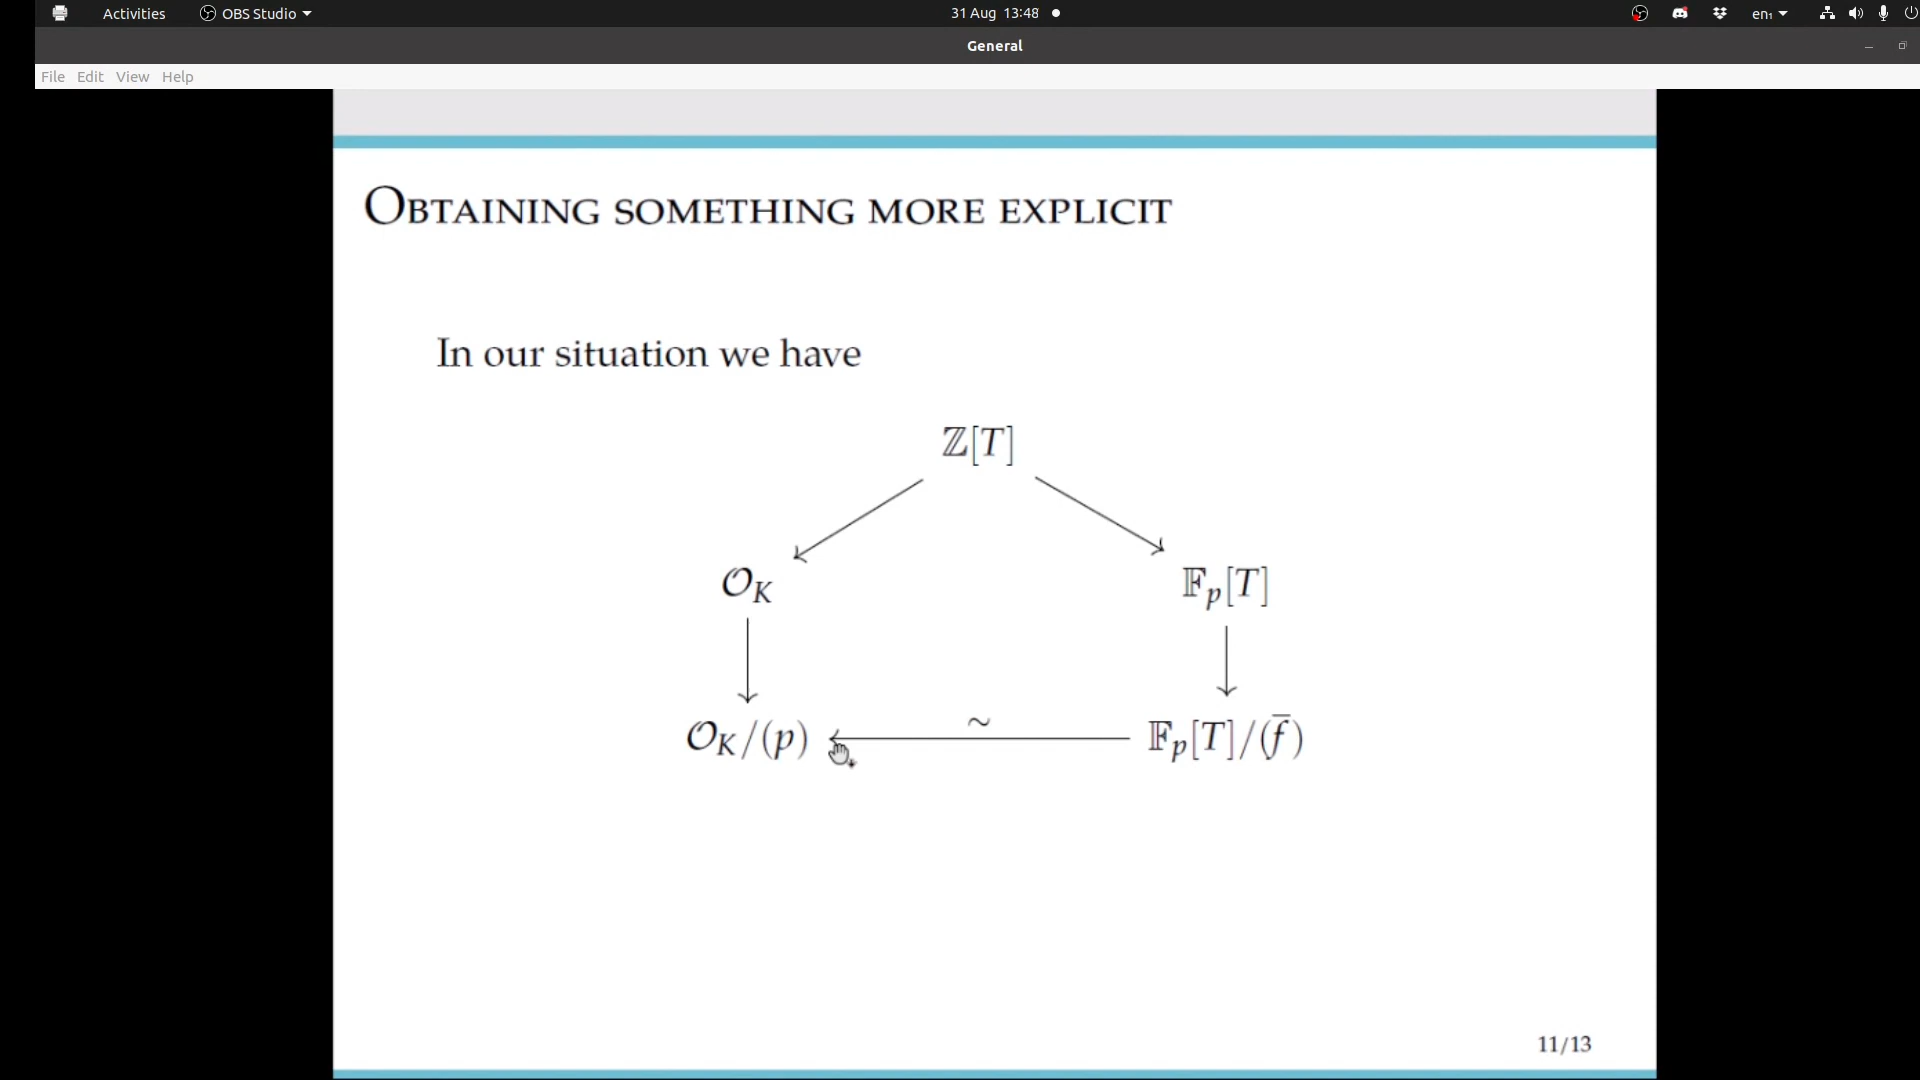 Activities OBS Studio 31 Aug 13:48 en₁
General
File Edit View Help
OBTAINING SOMETHING MORE EXPLICIT
In our situation we have
ℤ[T]
𝒪_K 𝔽_p[T]
𝒪_K/(p) ∼ 𝔽_p[T]/(f̄)
11/13